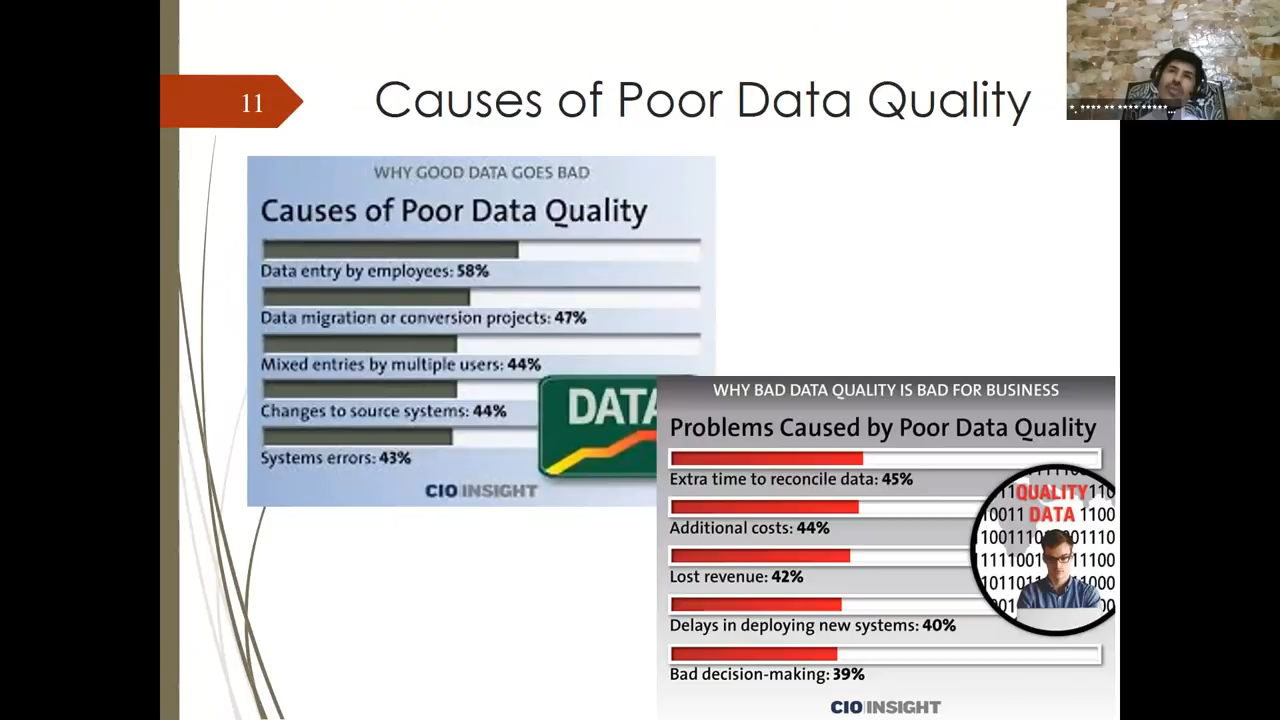 11
Causes of Poor Data Quality
WHY GOOD DATA GOES BAD
Causes of Poor Data Quality
Data entry by employees: 58%
Data migration or conversion projects: 47%
Mixed entries by multiple users: 44%
Changes to source systems: 44%
Systems errors: 43%
DATA
CIO INSIGHT
WHY BAD DATA QUALITY IS BAD FOR BUSINESS
Problems Caused by Poor Data Quality
Extra time to reconcile data: 45%
Additional costs: 44%
Lost revenue: 42%
Delays in deploying new systems: 40%
Bad decision-making: 39%
QUALITY
DATA
CIO INSIGHT